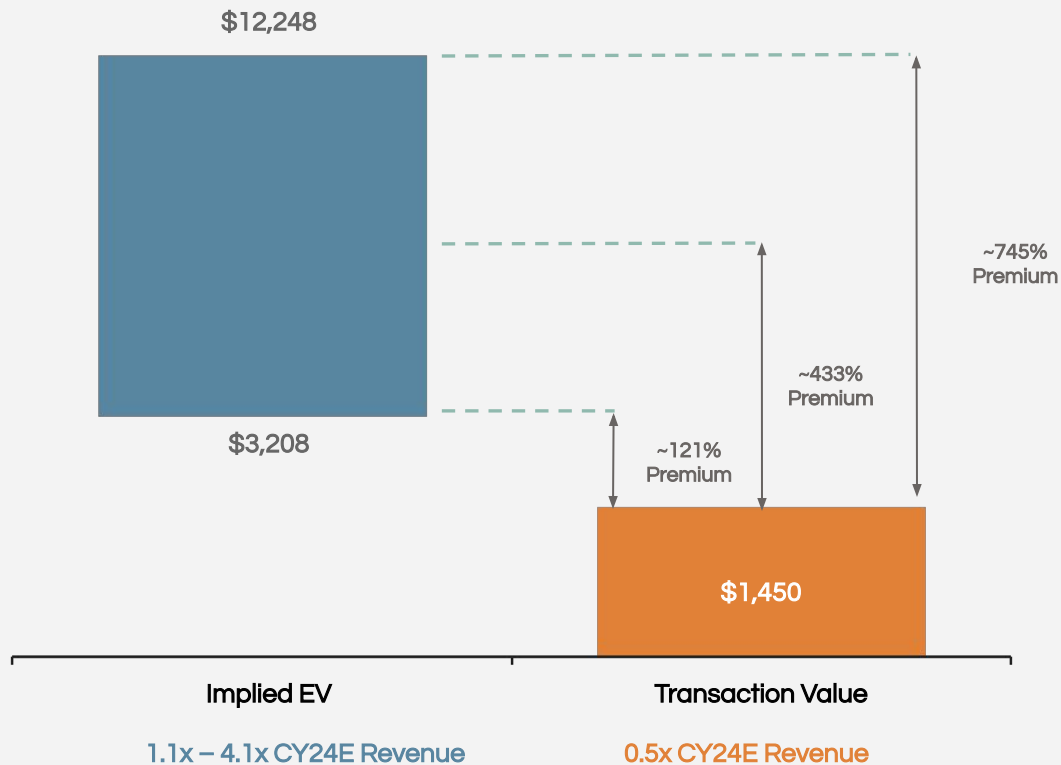 $12,248
~745%
Premium
~433%
Premium
$3,208
~121%
Premium
$1,450
Implied EV
Transaction Value
1.1x – 4.1x CY24E Revenue
0.5x CY24E Revenue